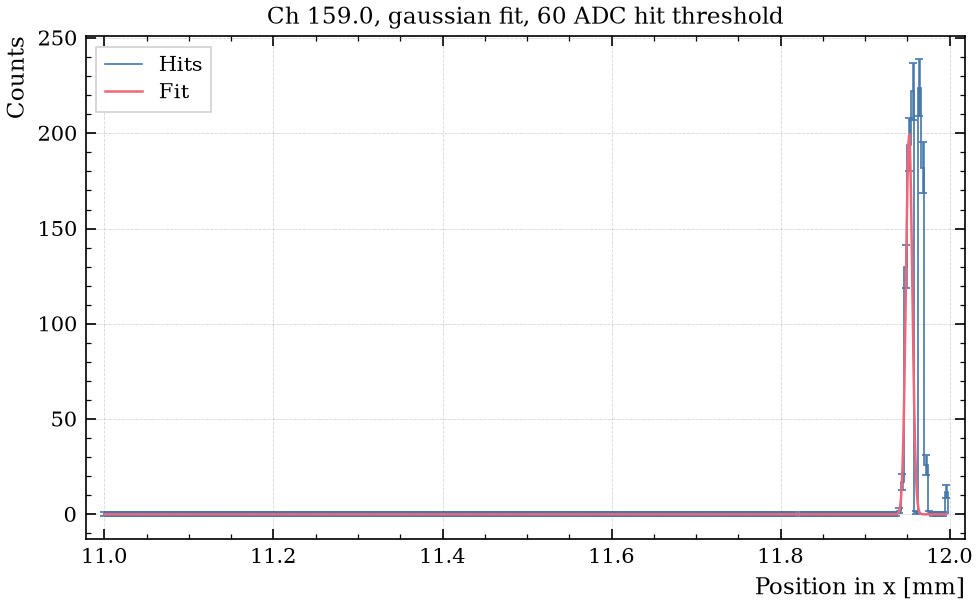 Ch 159.0, gaussian fit, 60 ADC hit threshold
Counts
250
200
150
100
50
0
Hits
Fit
11.0 11.2 11.4 11.6 11.8 12.0
Position in x [mm]